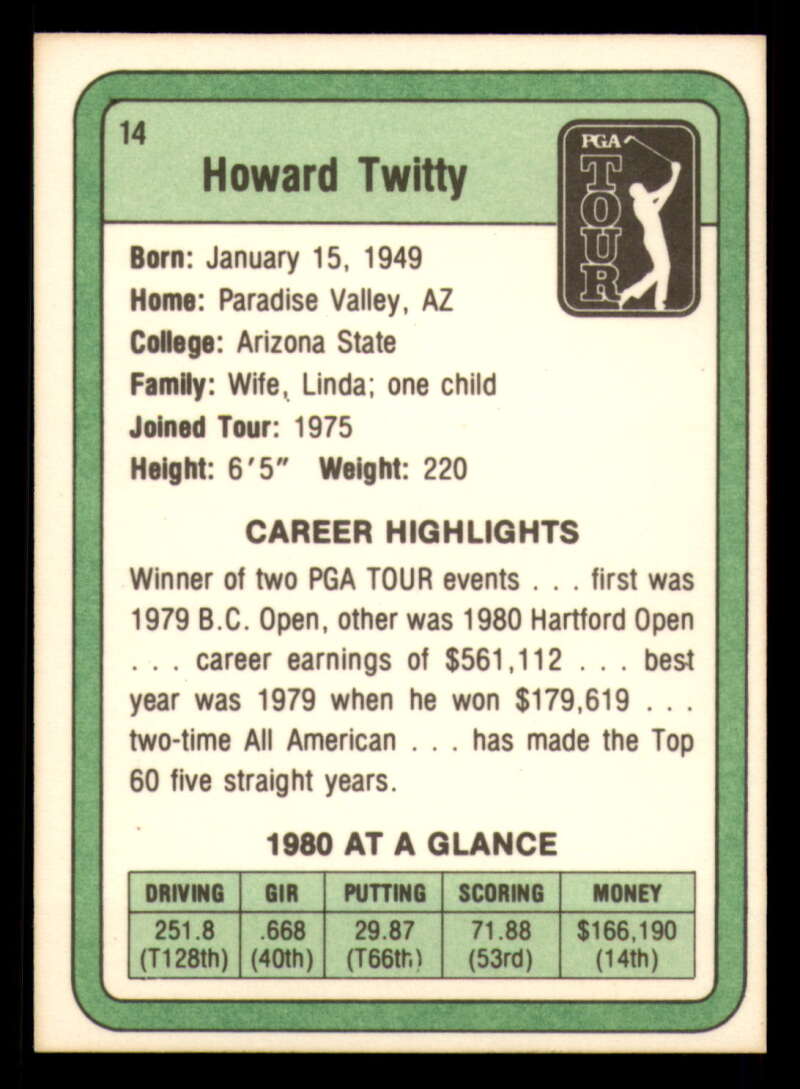 14
Howard Twitty
PGA
TOUR
Born: January 15, 1949
Home: Paradise Valley, AZ
College: Arizona State
Family: Wife, Linda; one child
Joined Tour: 1975
Height: 6'5" Weight: 220
CAREER HIGHLIGHTS
Winner of two PGA TOUR events . . . first was
1979 B.C. Open, other was 1980 Hartford Open
. . . career earnings of $561,112 . . . best
year was 1979 when he won $179,619 . . .
two-time All American . . . has made the Top
60 five straight years.
1980 AT A GLANCE
DRIVING GIR PUTTING SCORING MONEY
251.8 .668 29.87 71.88 $166,190
(T128th) (40th) (T66th) (53rd) (14th)